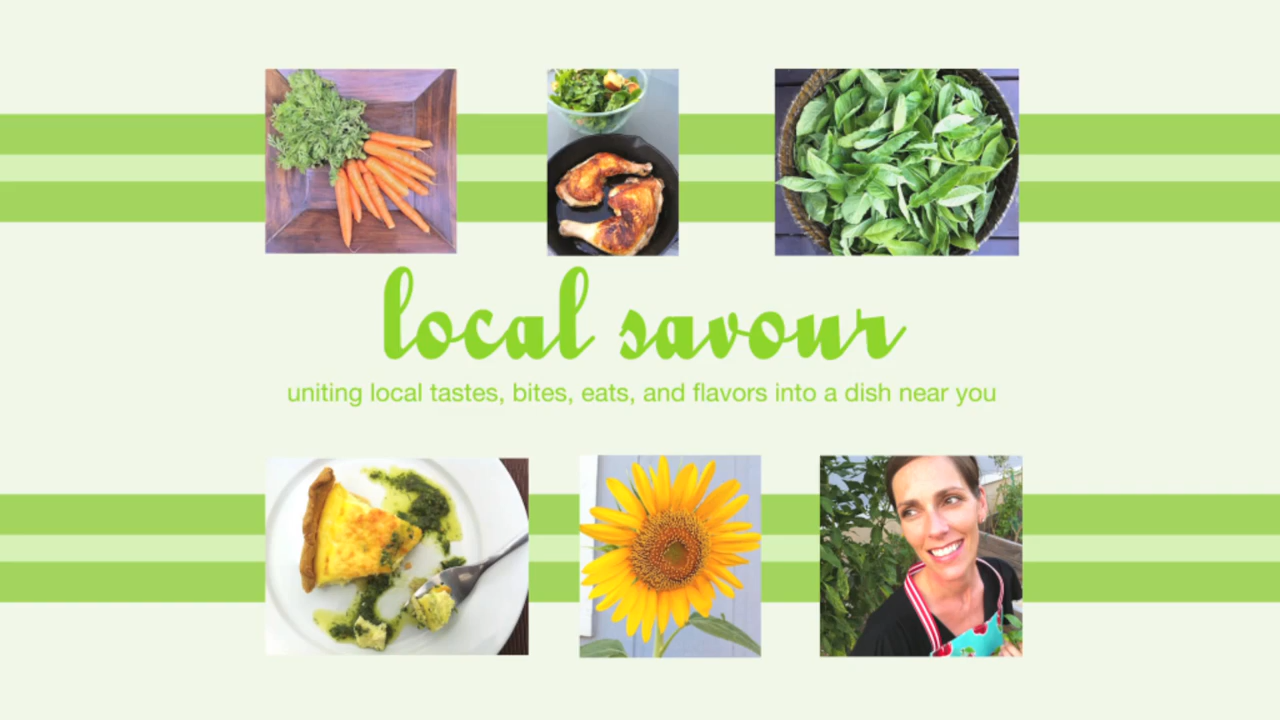 local savour
uniting local tastes, bites, eats, and flavors into a dish near you